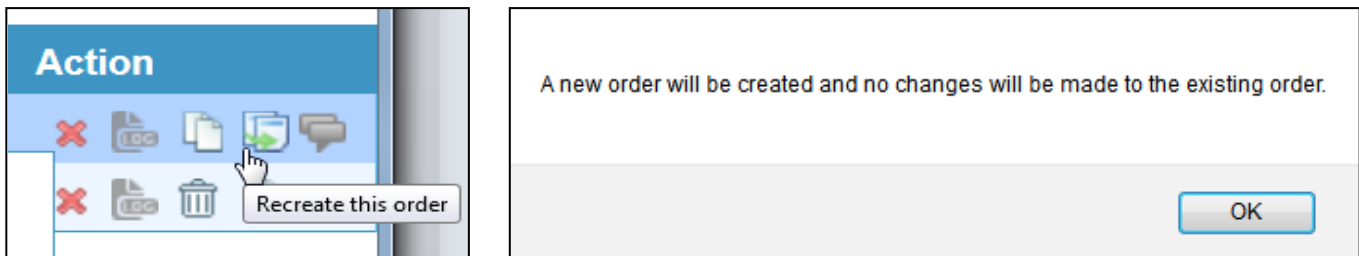 Action
LOG
LOG
Recreate this order
A new order will be created and no changes will be made to the existing order.
OK